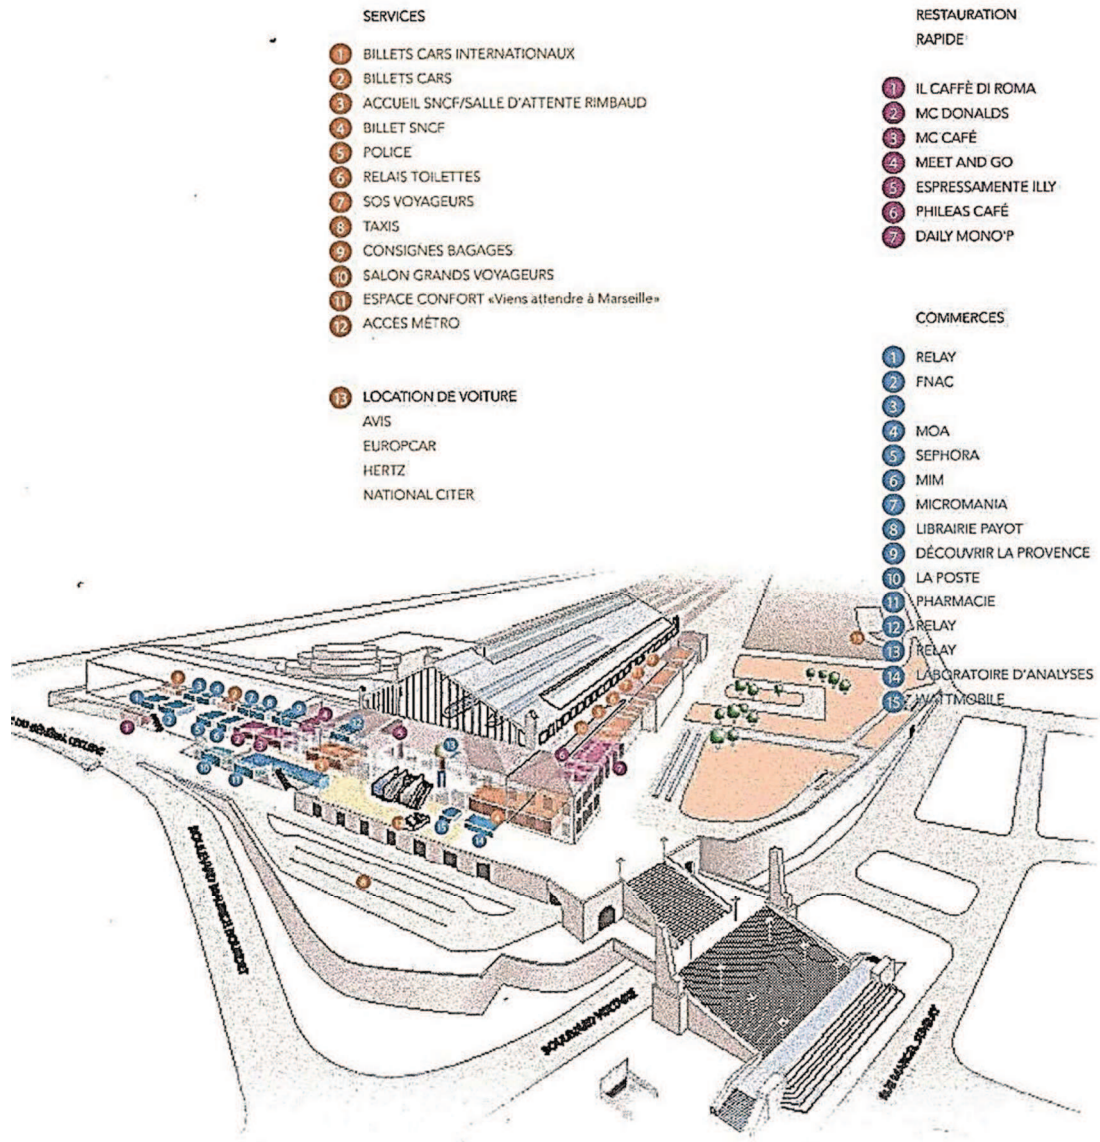 SERVICES
1 BILLETS CARS INTERNATIONAUX
2 BILLETS CARS
3 ACCUEIL SNCF/SALLE D'ATTENTE RIMBAUD
4 BILLET SNCF
5 POLICE
6 RELAIS TOILETTES
7 SOS VOYAGEURS
8 TAXIS
9 CONSIGNES BAGAGES
10 SALON GRANDS VOYAGEURS
11 ESPACE CONFORT «Viens attendre à Marseille»
12 ACCÈS MÉTRO
13 LOCATION DE VOITURE
AVIS
EUROPCAR
HERTZ
NATIONAL CITER
RESTAURATION
RAPIDE
1 IL CAFFÈ DI ROMA
2 MC DONALDS
3 MC CAFÉ
4 MEET AND GO
5 ESPRESSAMENTE ILLY
6 PHILEAS CAFÉ
7 DAILY MONO'P
COMMERCES
1 RELAY
2 FNAC
3
4 MOA
5 SEPHORA
6 MIM
7 MICROMANIA
8 LIBRAIRIE PAYOT
9 DÉCOUVRIR LA PROVENCE
10 LA POSTE
11 PHARMACIE
12 RELAY
13 RELAY
14 LABORATOIRE D'ANALYSES
15 WATTMOBILE
BOULEVARD VOLTAIRE